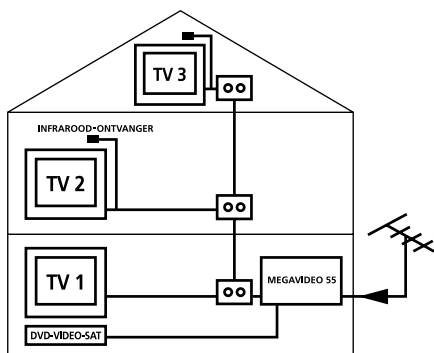 TV 3
INFRAROOD-ONTVANGER
TV 2
TV 1
MEGAVIDEO 55
DVD-VIDEO-SAT